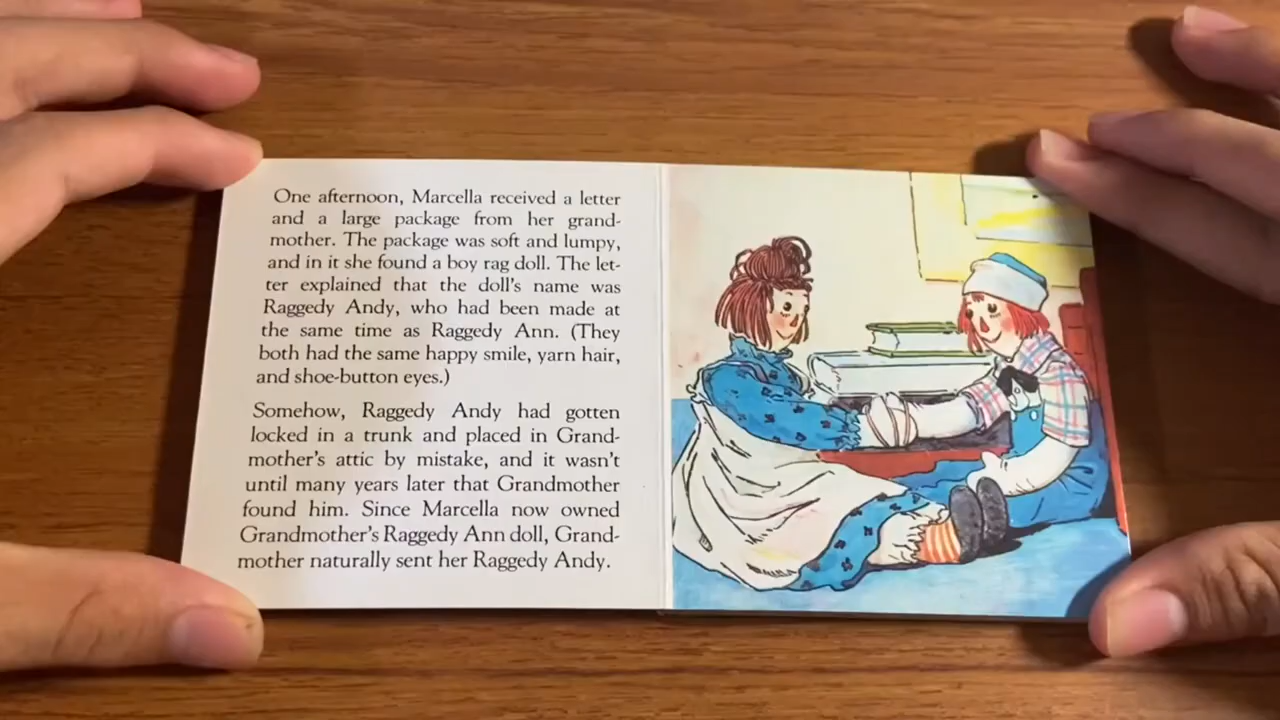 One afternoon, Marcella received a letter
and a large package from her grand-
mother. The package was soft and lumpy,
and in it she found a boy rag doll. The let-
ter explained that the doll's name was
Raggedy Andy, who had been made at
the same time as Raggedy Ann. (They
both had the same happy smile, yarn hair,
and shoe-button eyes.)
Somehow, Raggedy Andy had gotten
locked in a trunk and placed in Grand-
mother's attic by mistake, and it wasn't
until many years later that Grandmother
found him. Since Marcella now owned
Grandmother's Raggedy Ann doll, Grand-
mother naturally sent her Raggedy Andy.